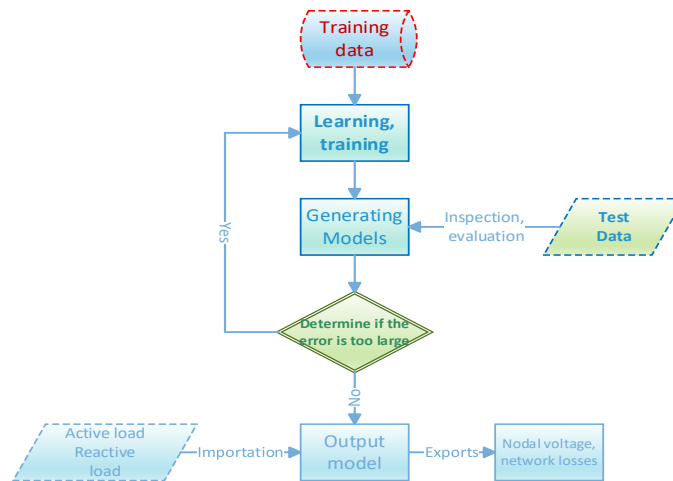 Training
data
Learning,
training
Generating
Models
Inspection,
evaluation
Test
Data
Yes
Determine if the
error is too large
No
Active load
Reactive
load
Importation
Output
model
Exports
Nodal voltage,
network losses